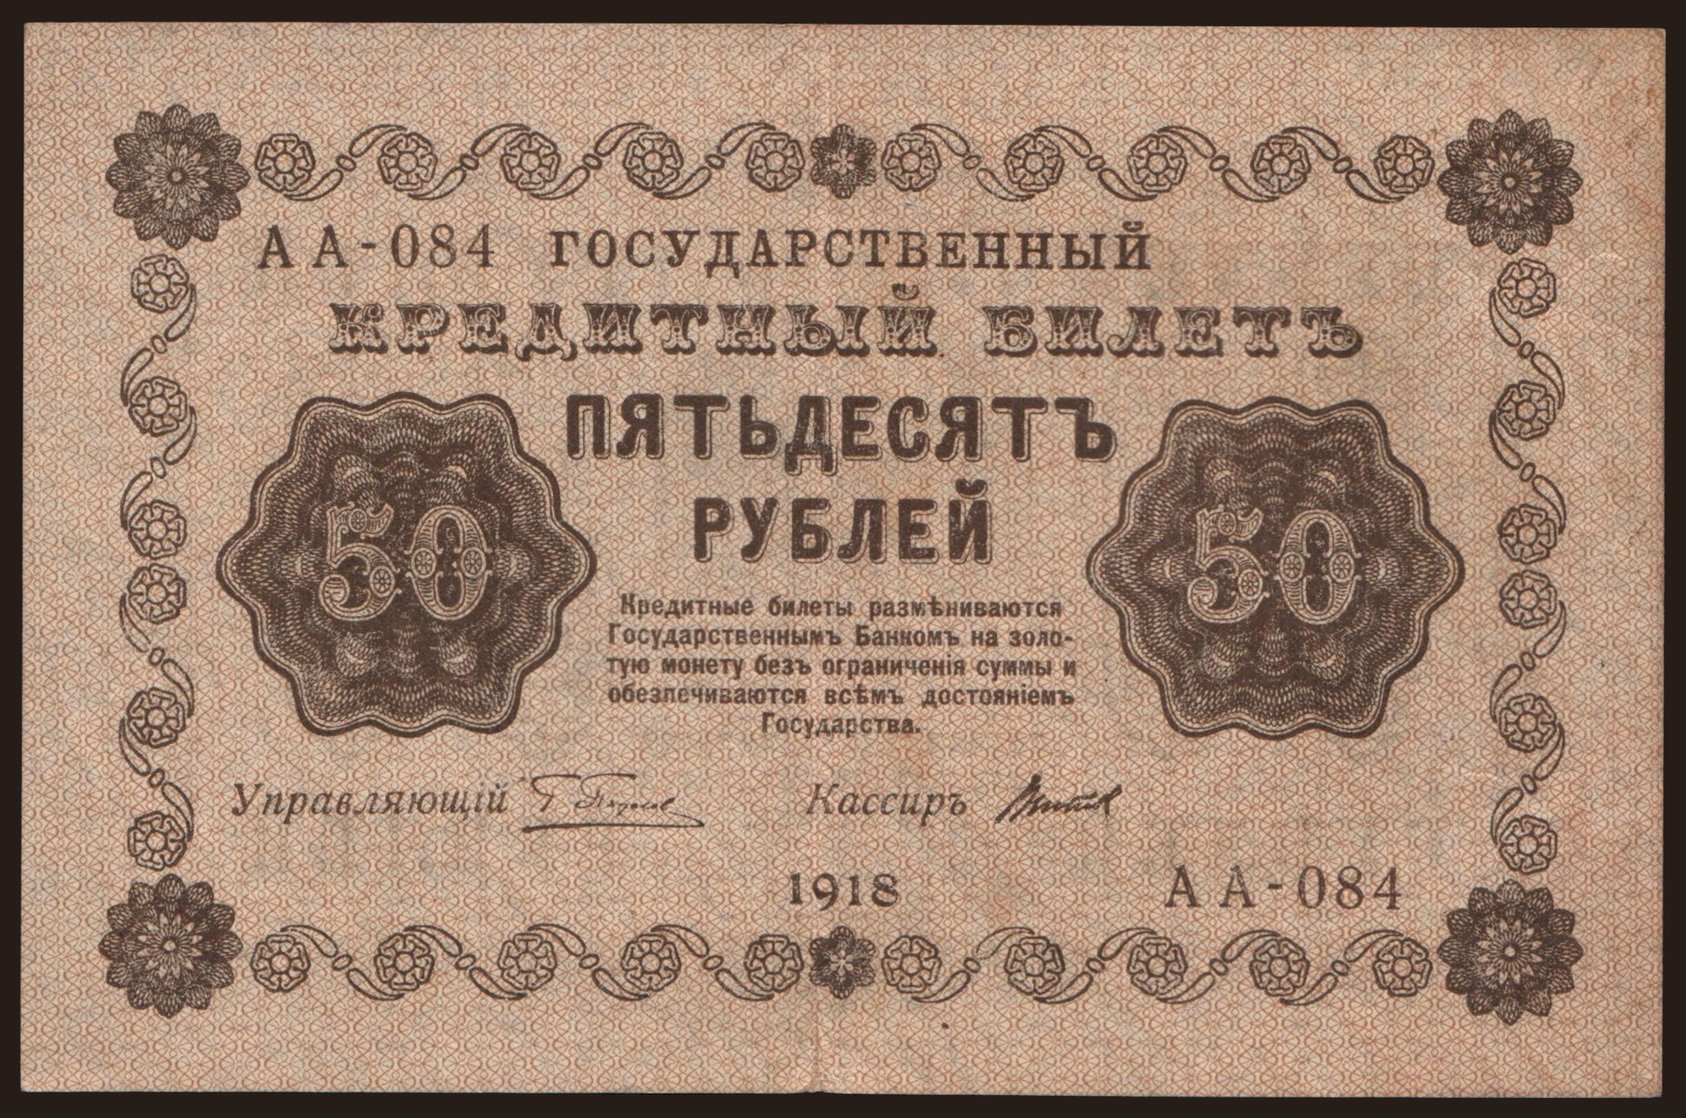 АА-084 ГОСУДАРСТВЕННЫЙ
КРЕДИТНЫЙ БИЛЕТЪ
ПЯТЬДЕСЯТЪ
РУБЛЕЙ
50 50
Кредитные билеты размѣниваются
Государственнымъ Банкомъ на золо-
тую монету безъ ограниченія суммы и
обезпечиваются всѣмъ достояніемъ
Государства.
Управляющій Кассиръ
1918 АА-084